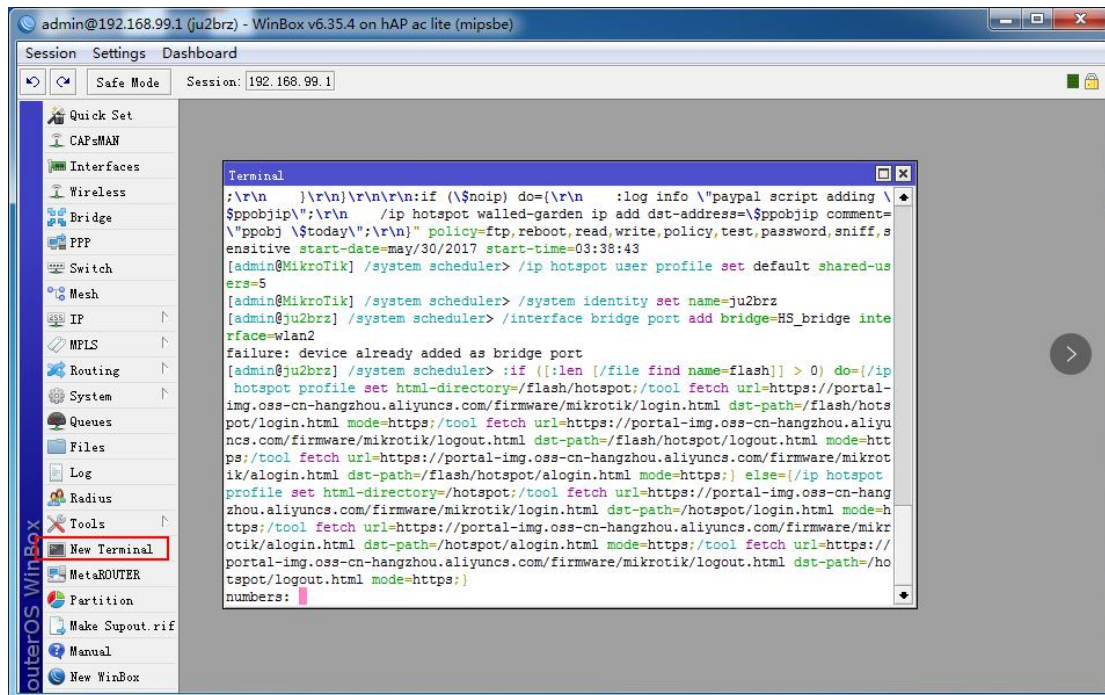 admin@192.168.99.1 (ju2brz) - WinBox v6.35.4 on hAP ac lite (mipsbe)
Session Settings Dashboard
Safe Mode Session: 192.168.99.1
Quick Set
CAPsMAN
Interfaces
Wireless
Bridge
PPP
Switch
Mesh
IP
MPLS
Routing
System
Queues
Files
Log
Radius
Tools
New Terminal
MetaROUTER
Partition
Make Supout.rif
Manual
New WinBox
outerOS WinBox
Terminal
;\r\n    }\r\n}\r\n\r\n:if (\$noip) do={\r\n    :log info \"paypal script adding \
$ppobjip\";\r\n    /ip hotspot walled-garden ip add dst-address=\$ppobjip comment=
\"ppobj \$today\";\r\n}" policy=ftp,reboot,read,write,policy,test,password,sniff,s
ensitive start-date=may/30/2017 start-time=03:38:43
[admin@MikroTik] /system scheduler> /ip hotspot user profile set default shared-us
ers=5
[admin@MikroTik] /system scheduler> /system identity set name=ju2brz
[admin@ju2brz] /system scheduler> /interface bridge port add bridge=HS_bridge inte
rface=wlan2
failure: device already added as bridge port
[admin@ju2brz] /system scheduler> :if ([:len [/file find name=flash]] > 0) do={/ip
 hotspot profile set html-directory=/flash/hotspot;/tool fetch url=https://portal-
img.oss-cn-hangzhou.aliyuncs.com/firmware/mikrotik/login.html dst-path=/flash/hots
pot/login.html mode=https;/tool fetch url=https://portal-img.oss-cn-hangzhou.aliyu
ncs.com/firmware/mikrotik/logout.html dst-path=/flash/hotspot/logout.html mode=htt
ps;/tool fetch url=https://portal-img.oss-cn-hangzhou.aliyuncs.com/firmware/mikrot
ik/alogin.html dst-path=/flash/hotspot/alogin.html mode=https;} else={/ip hotspot
profile set html-directory=/hotspot;/tool fetch url=https://portal-img.oss-cn-hang
zhou.aliyuncs.com/firmware/mikrotik/login.html dst-path=/hotspot/login.html mode=h
ttps;/tool fetch url=https://portal-img.oss-cn-hangzhou.aliyuncs.com/firmware/mikr
otik/alogin.html dst-path=/hotspot/alogin.html mode=https;/tool fetch url=https://
portal-img.oss-cn-hangzhou.aliyuncs.com/firmware/mikrotik/logout.html dst-path=/ho
tspot/logout.html mode=https;}
numbers: